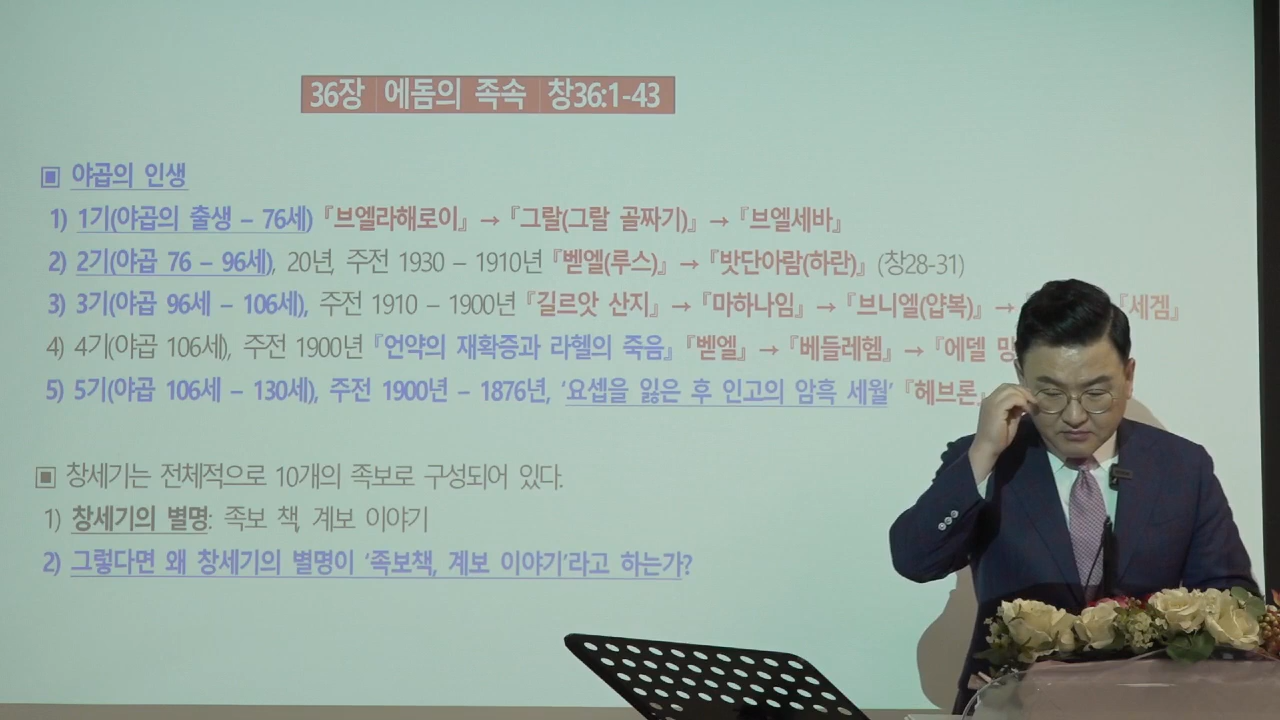 36장 에돔의 족속 창36:1-43
▣ 야곱의 인생
1) 1기(야곱의 출생 – 76세)『브엘라해로이』→『그랄(그랄 골짜기)』→『브엘세바』
2) 2기(야곱 76 – 96세), 20년, 주전 1930 – 1910년『벧엘(루스)』→『밧단아람(하란)』(창28-31)
3) 3기(야곱 96세 – 106세), 주전 1910 – 1900년『길르앗 산지』→『마하나임』→『브니엘(얍복)』→『세겜』
4) 4기(야곱 106세), 주전 1900년『언약의 재확증과 라헬의 죽음』『벧엘』→『베들레헴』→『에델
5) 5기(야곱 106세 – 130세), 주전 1900년 – 1876년, ‘요셉을 잃은 후 인고의 암흑 세월’『헤브론』
▣ 창세기는 전체적으로 10개의 족보로 구성되어 있다.
1) 창세기의 별명: 족보 책, 계보 이야기
2) 그렇다면 왜 창세기의 별명이 ‘족보책, 계보 이야기’라고 하는가?